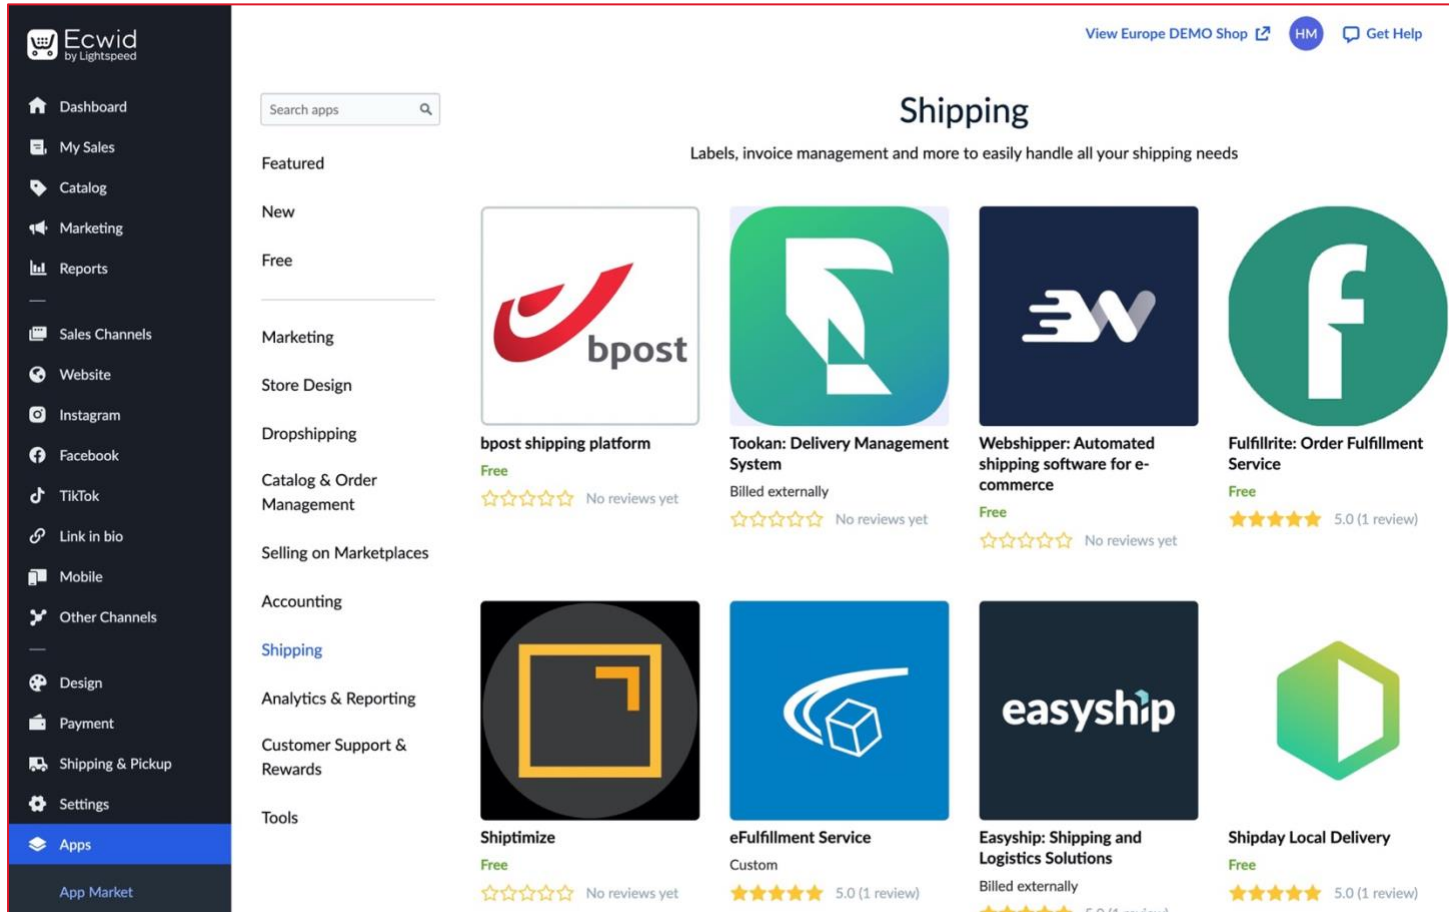 Ecwid
by Lightspeed
Dashboard
My Sales
Catalog
Marketing
Reports
Sales Channels
Website
Instagram
Facebook
TikTok
Link in bio
Mobile
Other Channels
Design
Payment
Shipping & Pickup
Settings
Apps
App Market
View Europe DEMO Shop
HM
Get Help
Search apps
Featured
New
Free
Marketing
Store Design
Dropshipping
Catalog & Order
Management
Selling on Marketplaces
Accounting
Shipping
Analytics & Reporting
Customer Support &
Rewards
Tools
Shipping
Labels, invoice management and more to easily handle all your shipping needs
bpost
bpost shipping platform
Free
No reviews yet
Tookan: Delivery Management
System
Billed externally
No reviews yet
W
Webshipper: Automated
shipping software for e-
commerce
Free
No reviews yet
f
Fulfillrite: Order Fulfillment
Service
Free
5.0 (1 review)
Shiptimize
Free
No reviews yet
eFulfillment Service
Custom
5.0 (1 review)
easyship
Easyship: Shipping and
Logistics Solutions
Billed externally
5.0 (1 review)
Shipday Local Delivery
Free
5.0 (1 review)